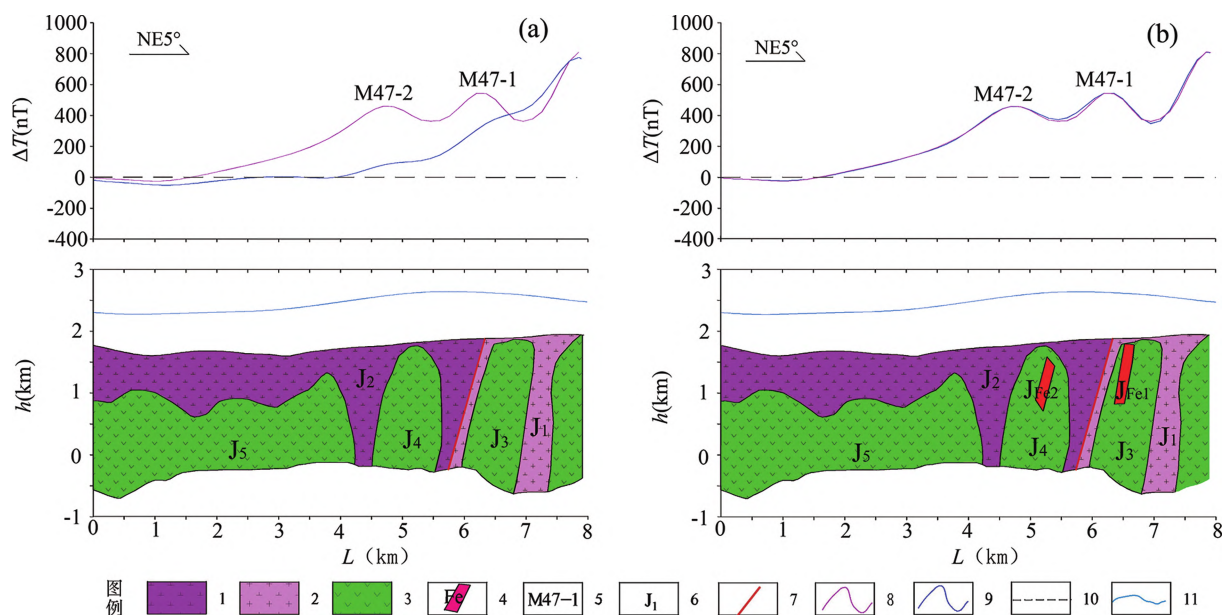 1000
800
600
400
200
0
-200
-400
ΔT(nT)
NE5°
(a)
M47-2
M47-1
3
2
1
0
-1
h(km)
J2
J5
J4
J3
J1
0 1 2 3 4 5 6 7 8
L（km）
1000
800
600
400
200
0
-200
-400
ΔT(nT)
NE5°
(b)
M47-2
M47-1
3
2
1
0
-1
h(km)
J2
JFe2
JFe1
J5
J4
J3
J1
0 1 2 3 4 5 6 7 8
L（km）
图例 1 2 3 Fe 4 M47-1 5 J1 6 7 8 9 10 11